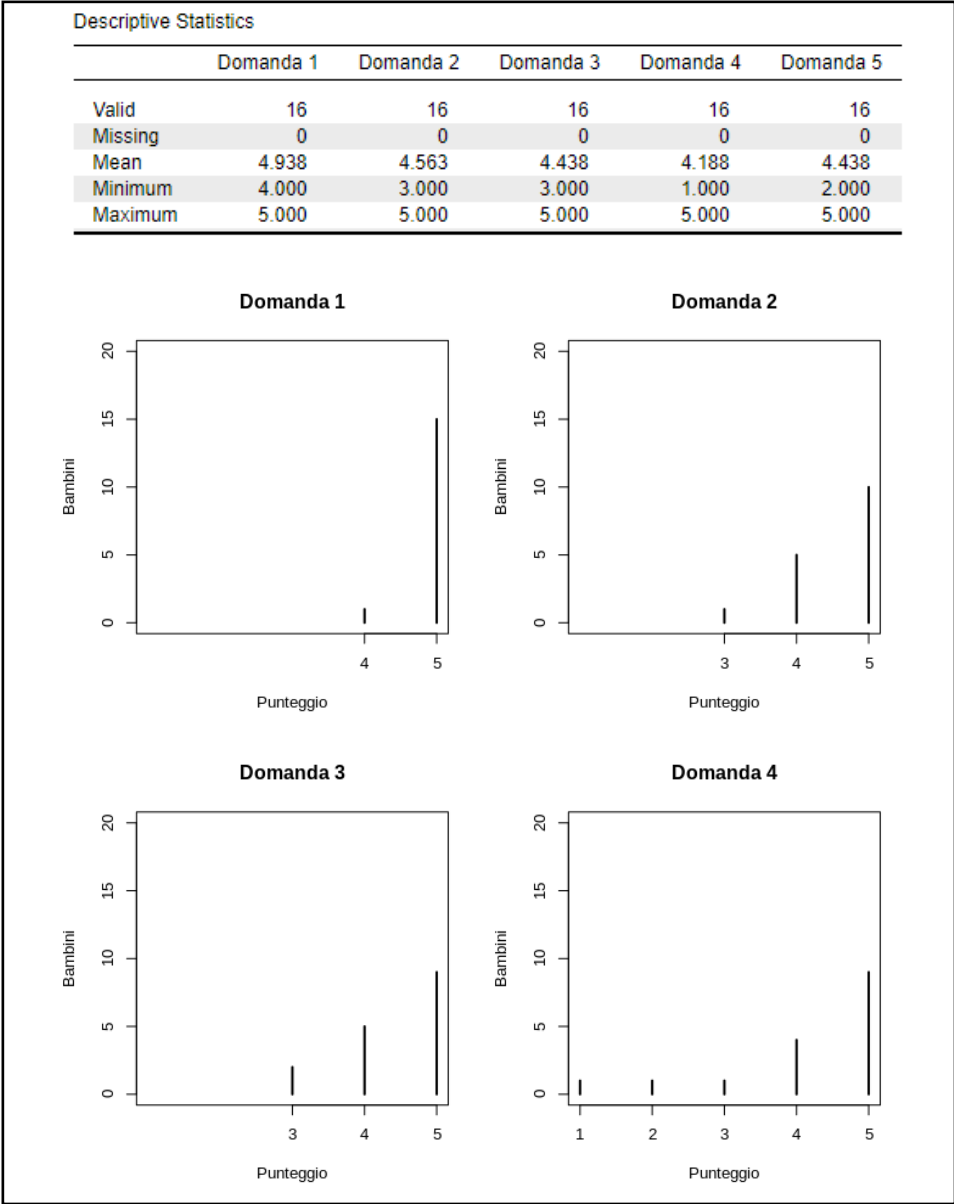 Descriptive Statistics
Domanda 1 Domanda 2 Domanda 3 Domanda 4 Domanda 5
Valid 16 16 16 16 16
Missing 0 0 0 0 0
Mean 4.938 4.563 4.438 4.188 4.438
Minimum 4.000 3.000 3.000 1.000 2.000
Maximum 5.000 5.000 5.000 5.000 5.000
Domanda 1
20
15
10
5
0
Bambini
4 5
Punteggio
Domanda 2
20
15
10
5
0
Bambini
3 4 5
Punteggio
Domanda 3
20
15
10
5
0
Bambini
3 4 5
Punteggio
Domanda 4
20
15
10
5
0
Bambini
1 2 3 4 5
Punteggio